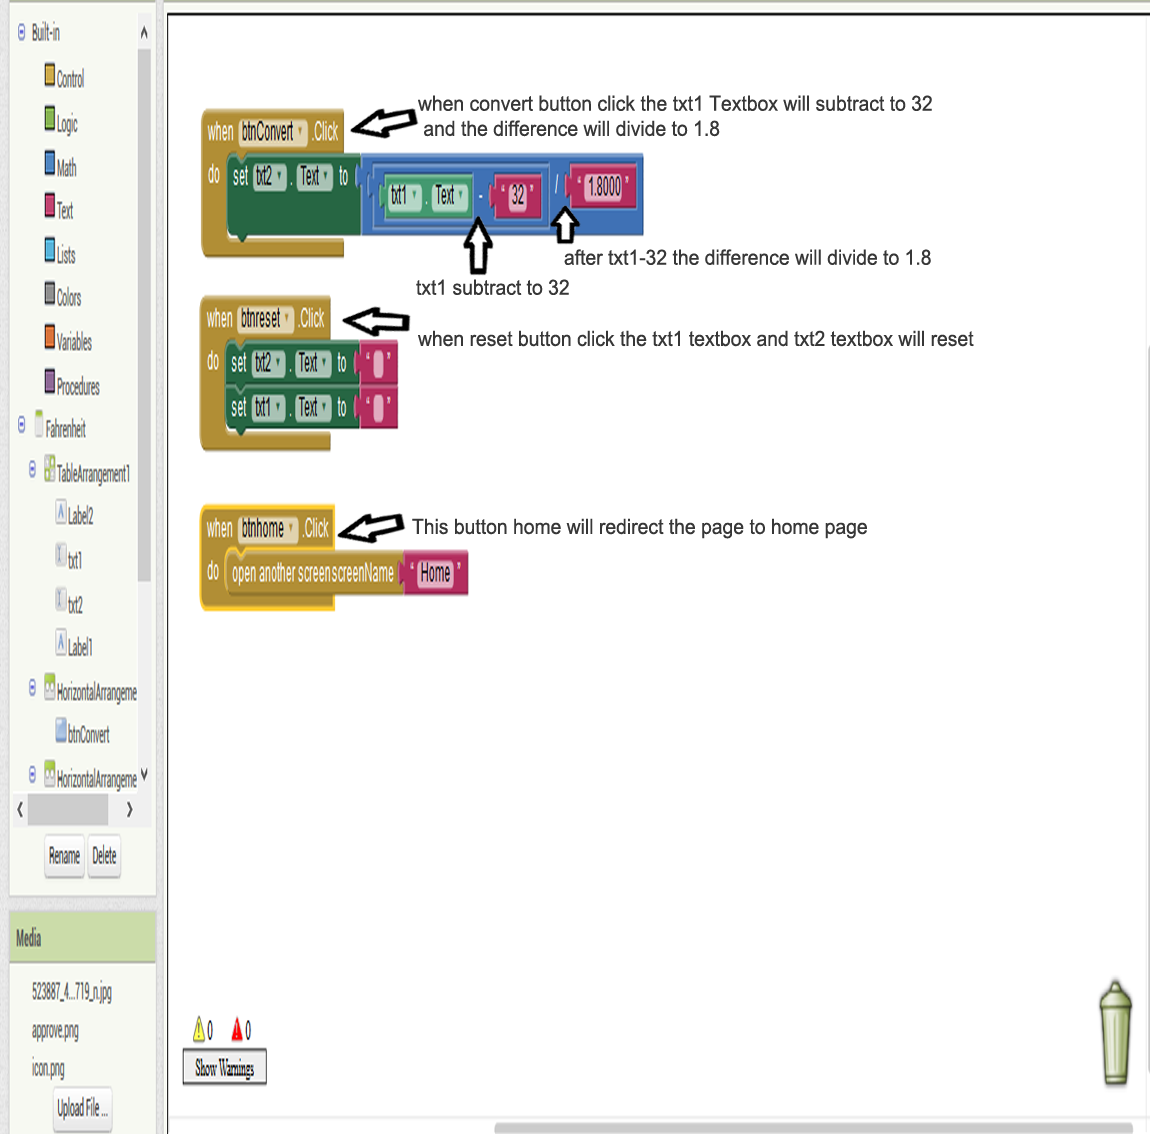 Built-in
Control
Logic
Math
Text
Lists
Colors
Variables
Procedures
Fahrenheit
TableArrangement1
Label2
txt1
txt2
Label1
HorizontalArrangeme
btnConvert
HorizontalArrangeme
Rename Delete
Media
523887_4...719_n.jpg
approve.png
icon.png
Upload File ...
when btnConvert .Click
do set txt2 . Text to txt1 . Text - “ 32 ” / “ 1.8000 ”
when convert button click the txt1 Textbox will subtract to 32
and the difference will divide to 1.8
after txt1-32 the difference will divide to 1.8
txt1 subtract to 32
when btnreset .Click
do set txt2 . Text to “ ”
set txt1 . Text to “ ”
when reset button click the txt1 textbox and txt2 textbox will reset
when btnhome .Click
do open another screen screenName “ Home ”
This button home will redirect the page to home page
0 0
Show Warnings